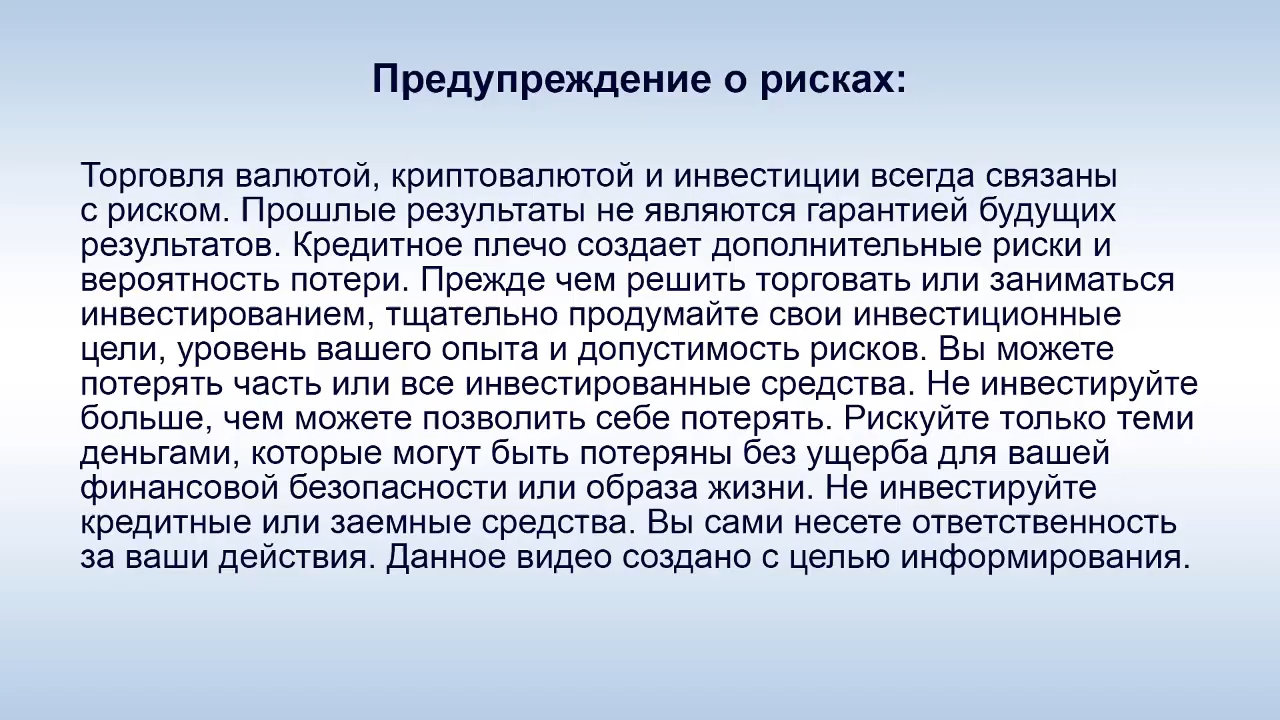 Предупреждение о рисках:
Торговля валютой, криптовалютой и инвестиции всегда связаны
с риском. Прошлые результаты не являются гарантией будущих
результатов. Кредитное плечо создает дополнительные риски и
вероятность потери. Прежде чем решить торговать или заниматься
инвестированием, тщательно продумайте свои инвестиционные
цели, уровень вашего опыта и допустимость рисков. Вы можете
потерять часть или все инвестированные средства. Не инвестируйте
больше, чем можете позволить себе потерять. Рискуйте только теми
деньгами, которые могут быть потеряны без ущерба для вашей
финансовой безопасности или образа жизни. Не инвестируйте
кредитные или заемные средства. Вы сами несете ответственность
за ваши действия. Данное видео создано с целью информирования.